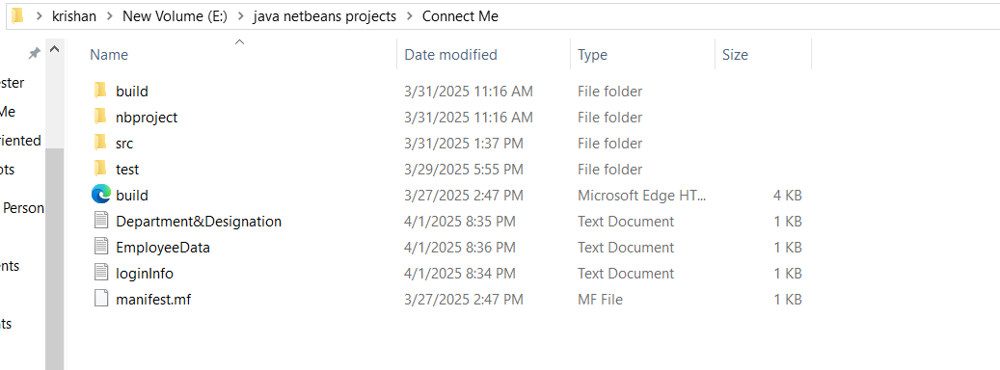 krishan > New Volume (E:) > java netbeans projects > Connect Me
Name Date modified Type Size
ester
Me
riented
ots
Person
ents
nts
build 3/31/2025 11:16 AM File folder
nbproject 3/31/2025 11:16 AM File folder
src 3/31/2025 1:37 PM File folder
test 3/29/2025 5:55 PM File folder
build 3/27/2025 2:47 PM Microsoft Edge HT... 4 KB
Department&Designation 4/1/2025 8:35 PM Text Document 1 KB
EmployeeData 4/1/2025 8:36 PM Text Document 1 KB
loginInfo 4/1/2025 8:34 PM Text Document 1 KB
manifest.mf 3/27/2025 2:47 PM MF File 1 KB